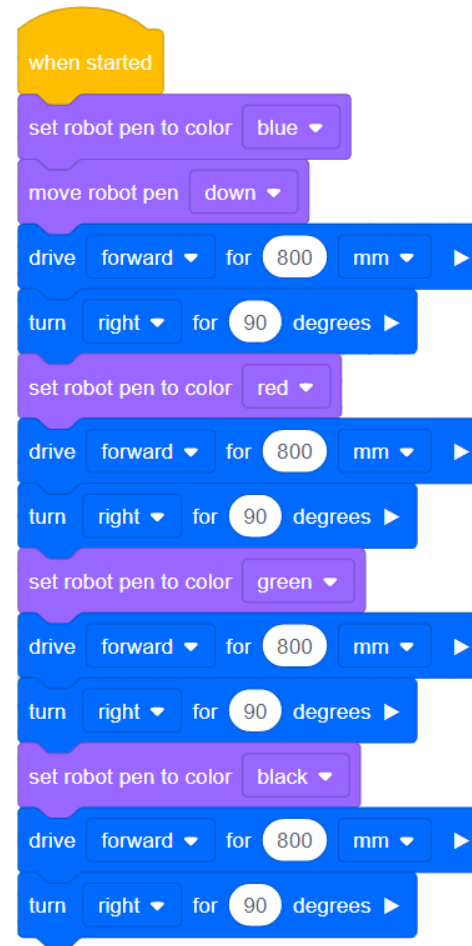 when started
set robot pen to color blue
move robot pen down
drive forward for 800 mm
turn right for 90 degrees
set robot pen to color red
drive forward for 800 mm
turn right for 90 degrees
set robot pen to color green
drive forward for 800 mm
turn right for 90 degrees
set robot pen to color black
drive forward for 800 mm
turn right for 90 degrees